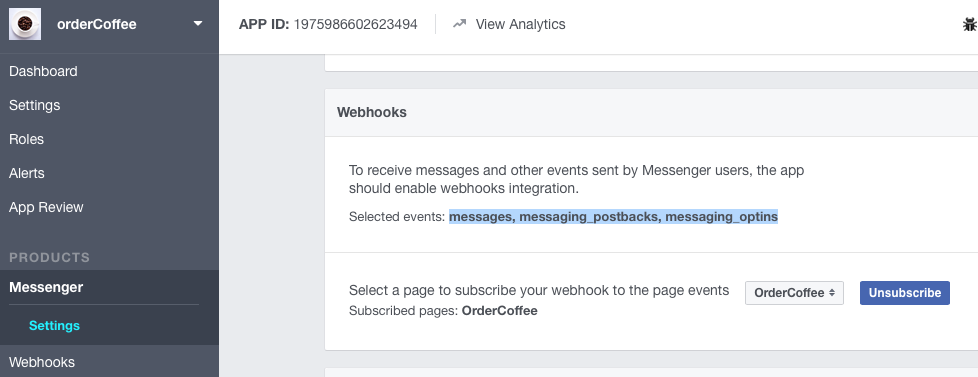 orderCoffee
APP ID: 1975986602623494
View Analytics
Dashboard
Settings
Roles
Alerts
App Review
PRODUCTS
Messenger
Settings
Webhooks
Webhooks
To receive messages and other events sent by Messenger users, the app
should enable webhooks integration.
Selected events: messages, messaging_postbacks, messaging_optins
Select a page to subscribe your webhook to the page events
OrderCoffee
Unsubscribe
Subscribed pages: OrderCoffee